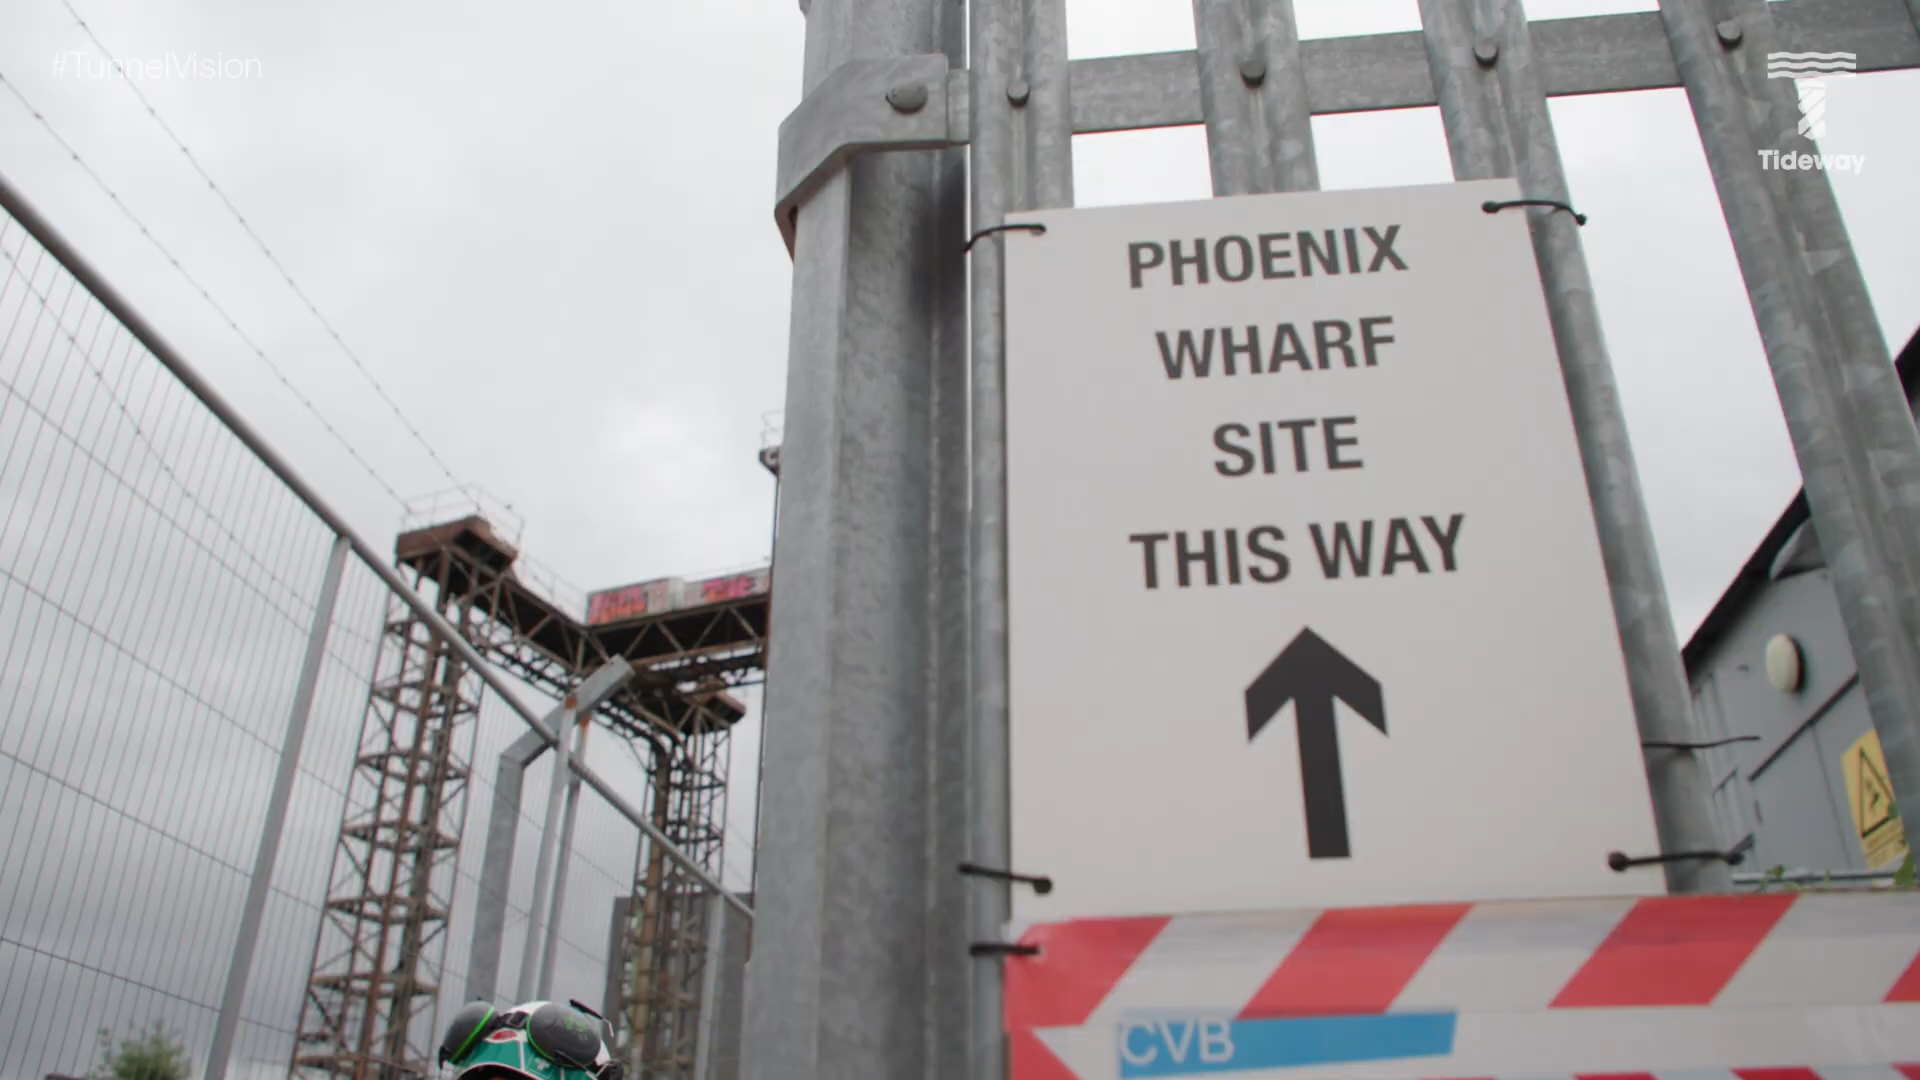 #TunnelVision
Tideway
PHOENIX
WHARF
SITE
THIS WAY
CVB